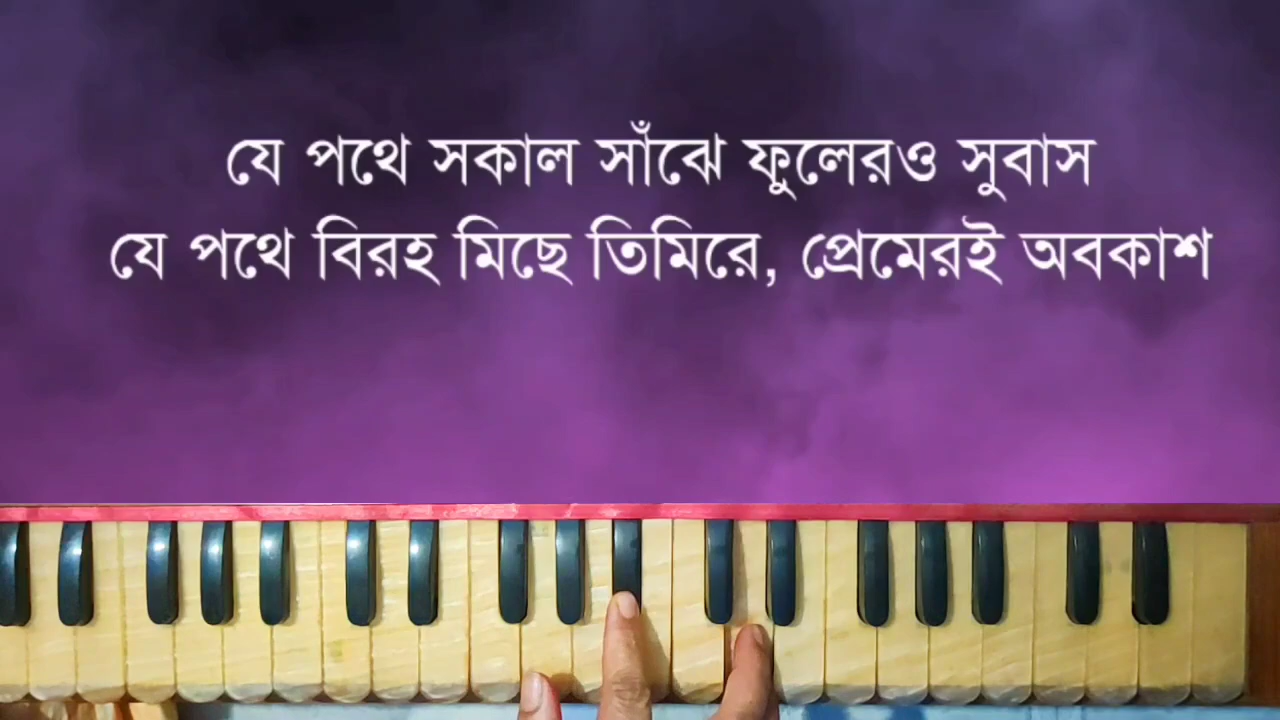 যে পথে সকাল সাঁঝে ফুলেরও সুবাস
যে পথে বিরহ মিছে তিমিরে, প্রেমেরই অবকাশ